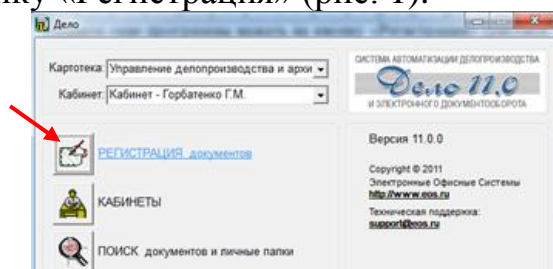 нку «Регистрация» (рис. 1).
Дело
Картотека: Управление делопроизводства и архи
Кабинет: Кабинет - Горбатенко Г.М.
СИСТЕМА АВТОМАТИЗАЦИИ ДЕЛОПРОИЗВОДСТВА
Дело 11.0
И ЭЛЕКТРОННОГО ДОКУМЕНТООБОРОТА
РЕГИСТРАЦИЯ документов
КАБИНЕТЫ
ПОИСК документов и личные папки
Версия 11.0.0
Copyright © 2011
Электронные Офисные Системы
http://www.eos.ru
Техническая поддержка:
support@eos.ru